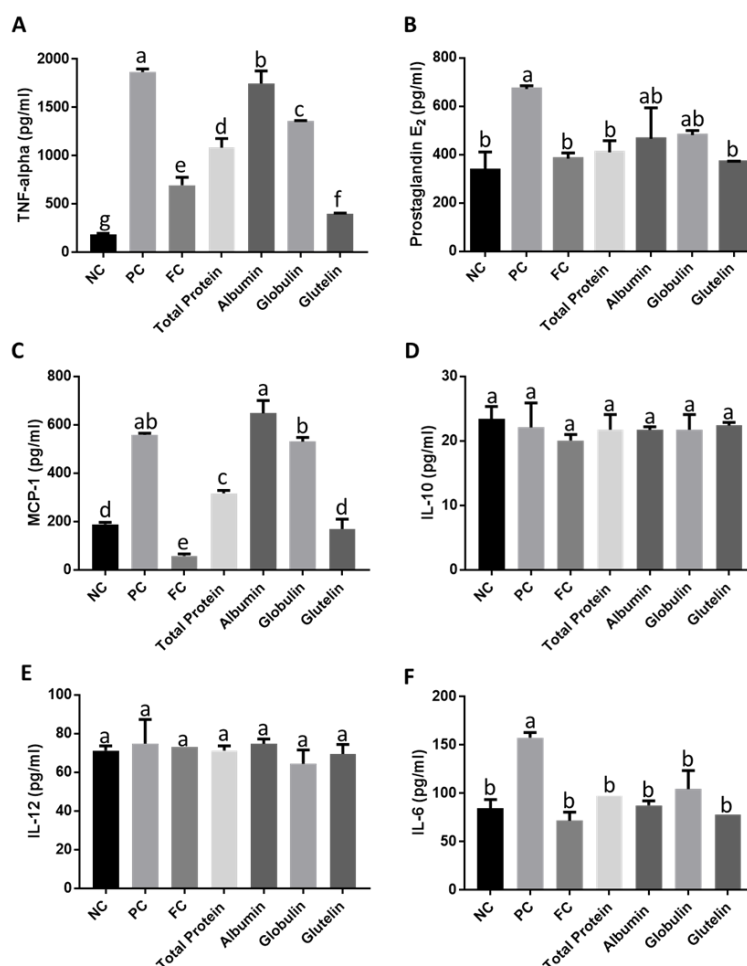 A
TNF-alpha (pg/ml)
2000
1500
1000
500
0
g
a
e
d
b
c
f
NC
PC
FC
Total Protein
Albumin
Globulin
Glutelin
B
Prostaglandin E₂ (pg/ml)
800
600
400
200
0
b
a
b
b
ab
ab
b
NC
PC
FC
Total Protein
Albumin
Globulin
Glutelin
C
MCP-1 (pg/ml)
800
600
400
200
0
d
ab
e
c
a
b
d
NC
PC
FC
Total Protein
Albumin
Globulin
Glutelin
D
IL-10 (pg/ml)
30
20
10
0
a
a
a
a
a
a
a
NC
PC
FC
Total Protein
Albumin
Globulin
Glutelin
E
IL-12 (pg/ml)
100
80
60
40
20
0
a
a
a
a
a
a
a
NC
PC
FC
Total Protein
Albumin
Globulin
Glutelin
F
IL-6 (pg/ml)
200
150
100
50
0
b
a
b
b
b
b
b
NC
PC
FC
Total Protein
Albumin
Globulin
Glutelin